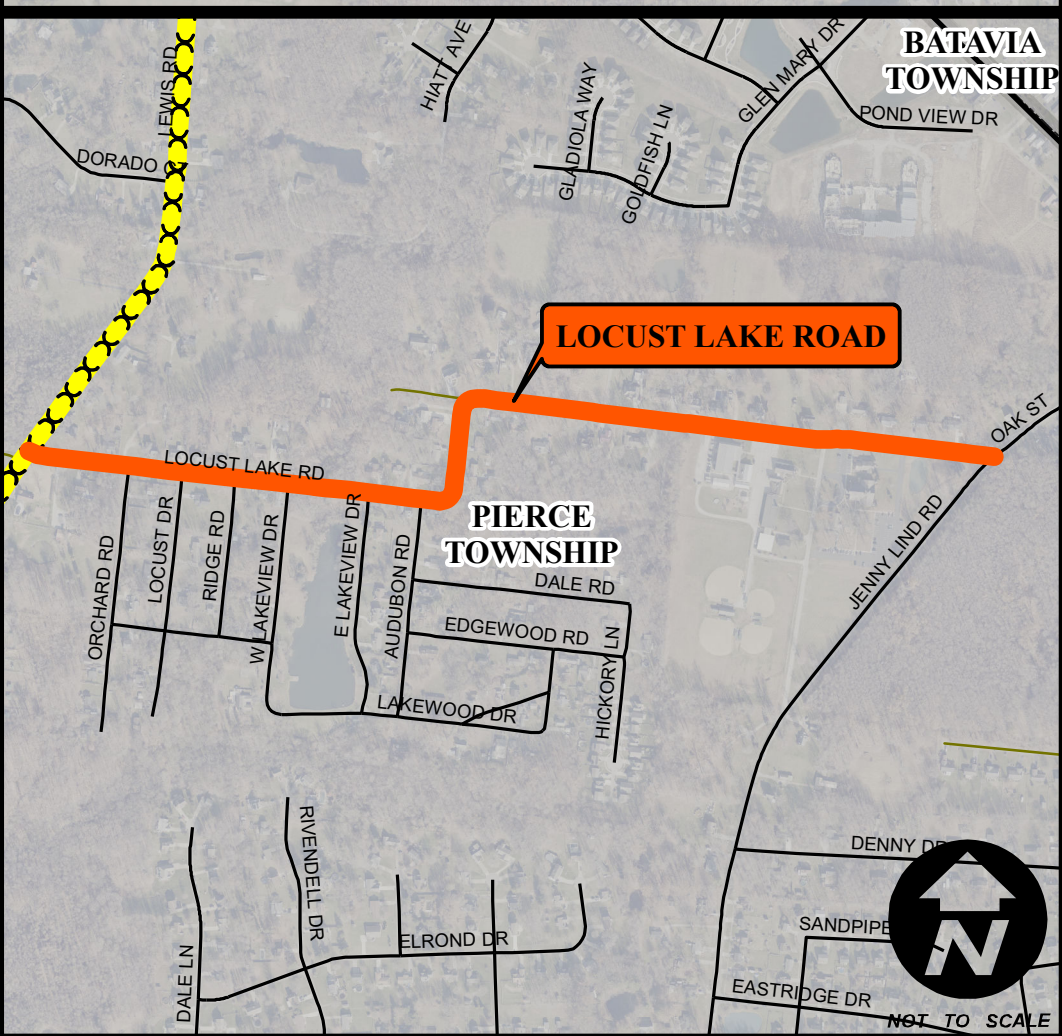 BATAVIA
TOWNSHIP
LEWIS RD
HIATT AVE
GLEN MARY DR
GLADIOLA WAY
GOLDFISH LN
POND VIEW DR
DORADO
LOCUST LAKE ROAD
OAK ST
LOCUST LAKE RD
PIERCE
TOWNSHIP
JENNY LIND RD
ORCHARD RD
LOCUST DR
RIDGE RD
W LAKEVIEW DR
E LAKEVIEW DR
AUDUBON RD
DALE RD
EDGEWOOD RD
HICKORY LN
LAKEWOOD DR
RIVENDELL DR
DENNY DR
ELROND DR
DALE LN
SANDPIPE
EASTRIDGE DR
N
NOT TO SCALE